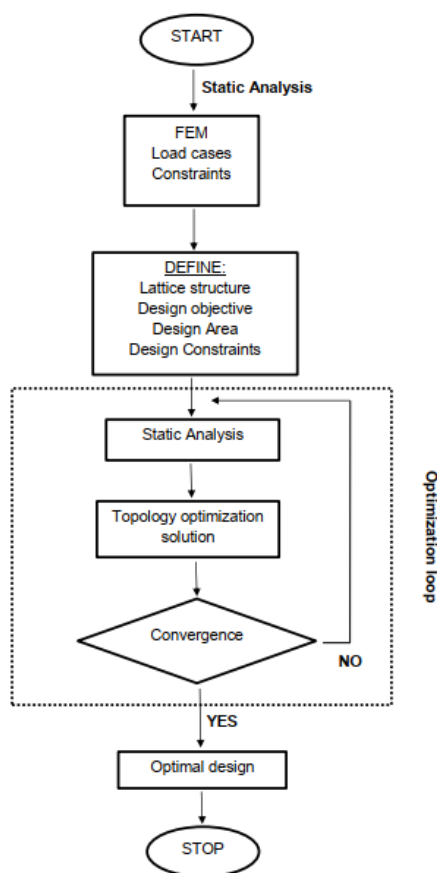 START
Static Analysis
FEM
Load cases
Constraints
DEFINE:
Lattice structure
Design objective
Design Area
Design Constraints
Static Analysis
Topology optimization
solution
Convergence
NO
Optimization loop
YES
Optimal design
STOP